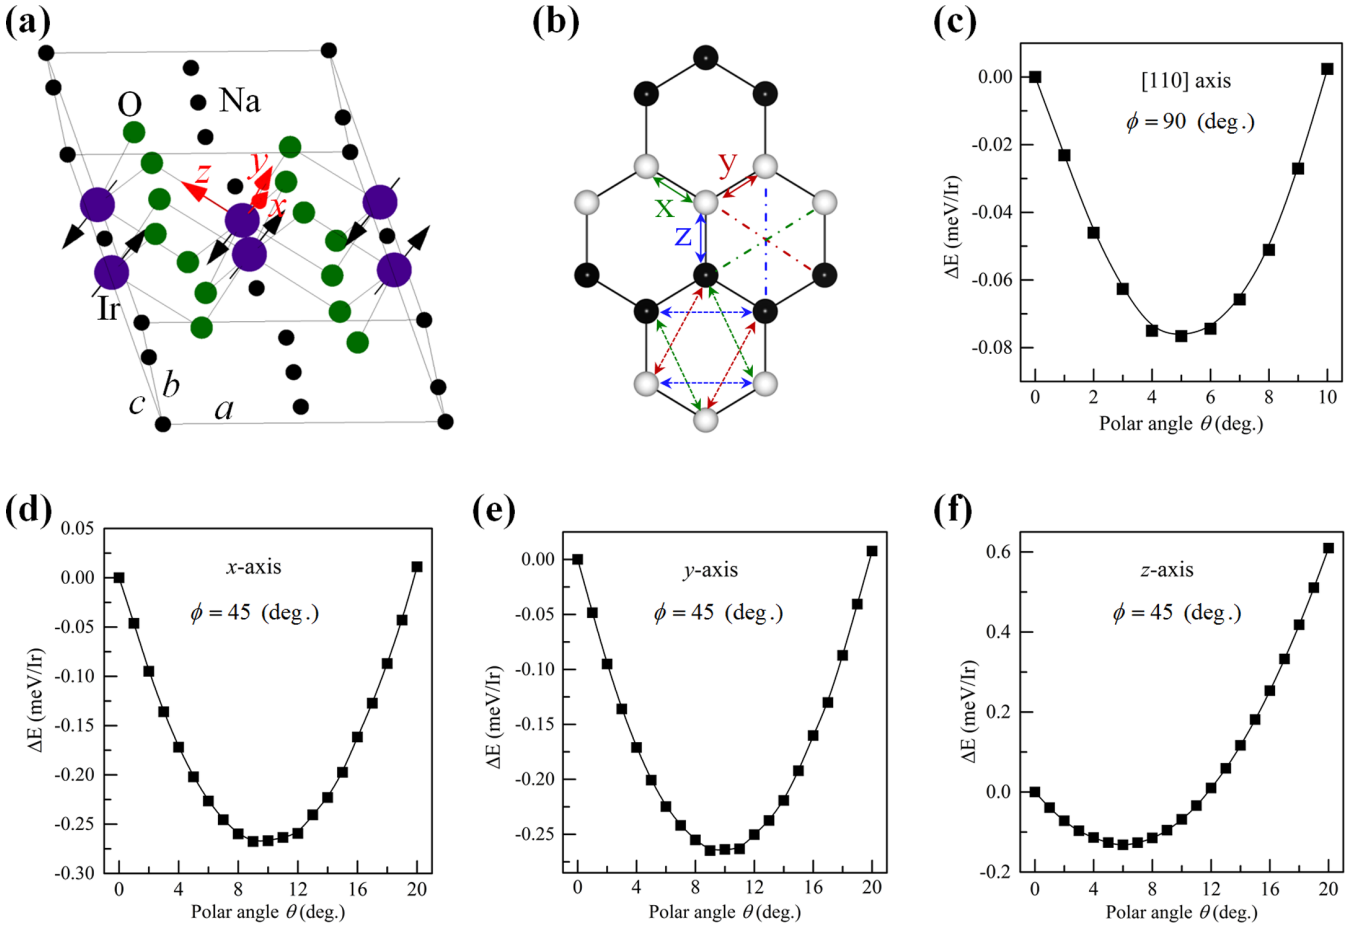 (a)
O
Na
z
y
x
Ir
b
c
a
(b)
y
x
z
(c)
[110] axis
ϕ = 90 (deg.)
0.00
-0.02
-0.04
-0.06
-0.08
ΔE (meV/Ir)
0 2 4 6 8 10
Polar angle θ (deg.)
(d)
x-axis
ϕ = 45 (deg.)
0.05
0.00
-0.05
-0.10
-0.15
-0.20
-0.25
-0.30
ΔE (meV/Ir)
0 4 8 12 16 20
Polar angle θ (deg.)
(e)
y-axis
ϕ = 45 (deg.)
0.00
-0.05
-0.10
-0.15
-0.20
-0.25
ΔE (meV/Ir)
0 4 8 12 16 20
Polar angle θ (deg.)
(f)
z-axis
ϕ = 45 (deg.)
0.6
0.4
0.2
0.0
-0.2
ΔE (meV/Ir)
0 4 8 12 16 20
Polar angle θ (deg.)